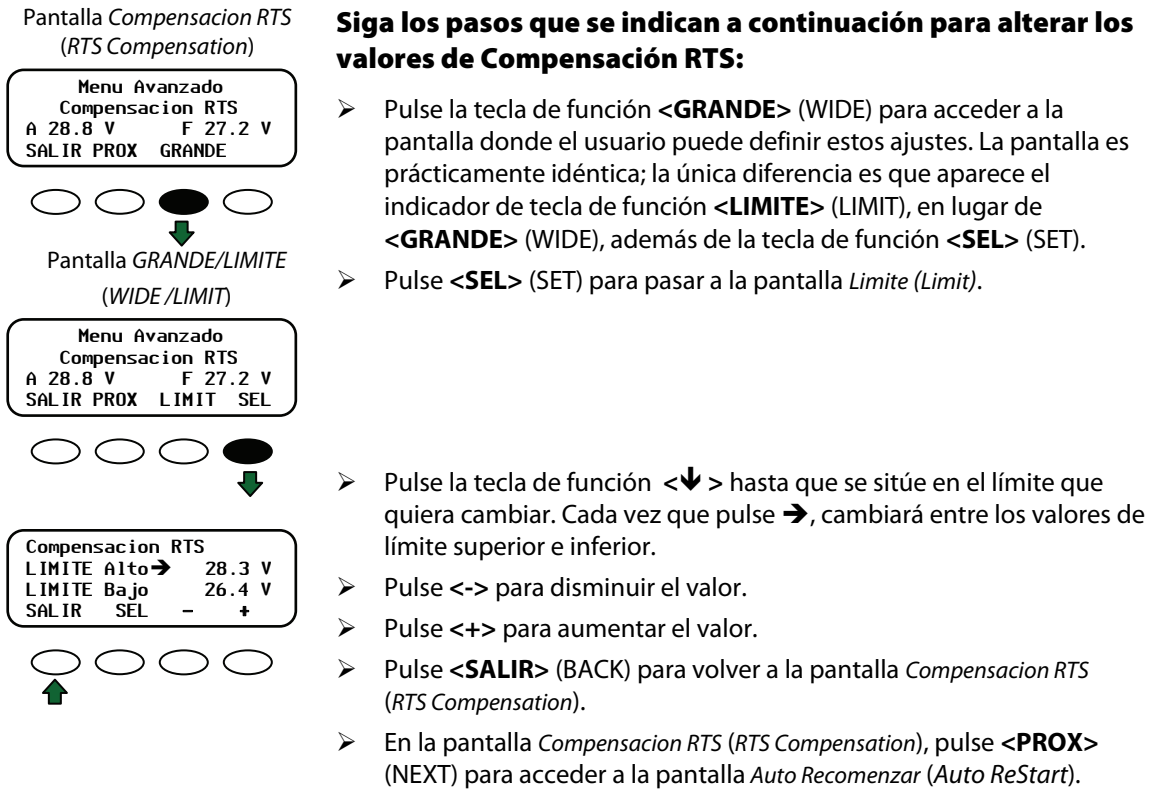 Pantalla Compensacion RTS
(RTS Compensation)
Menu Avanzado
Compensacion RTS
A 28.8 V F 27.2 V
SALIR PROX GRANDE
Pantalla GRANDE/LIMITE
(WIDE /LIMIT)
Menu Avanzado
Compensacion RTS
A 28.8 V F 27.2 V
SALIR PROX LIMIT SEL
Compensacion RTS
LIMITE Alto➔ 28.3 V
LIMITE Bajo 26.4 V
SALIR SEL - +
Siga los pasos que se indican a continuación para alterar los
valores de Compensación RTS:
➢ Pulse la tecla de función <GRANDE> (WIDE) para acceder a la
pantalla donde el usuario puede definir estos ajustes. La pantalla es
prácticamente idéntica; la única diferencia es que aparece el
indicador de tecla de función <LIMITE> (LIMIT), en lugar de
<GRANDE> (WIDE), además de la tecla de función <SEL> (SET).
➢ Pulse <SEL> (SET) para pasar a la pantalla Limite (Limit).
➢ Pulse la tecla de función <🡻 > hasta que se sitúe en el límite que
quiera cambiar. Cada vez que pulse ➔, cambiará entre los valores de
límite superior e inferior.
➢ Pulse <-> para disminuir el valor.
➢ Pulse <+> para aumentar el valor.
➢ Pulse <SALIR> (BACK) para volver a la pantalla Compensacion RTS
(RTS Compensation).
➢ En la pantalla Compensacion RTS (RTS Compensation), pulse <PROX>
(NEXT) para acceder a la pantalla Auto Recomenzar (Auto ReStart).